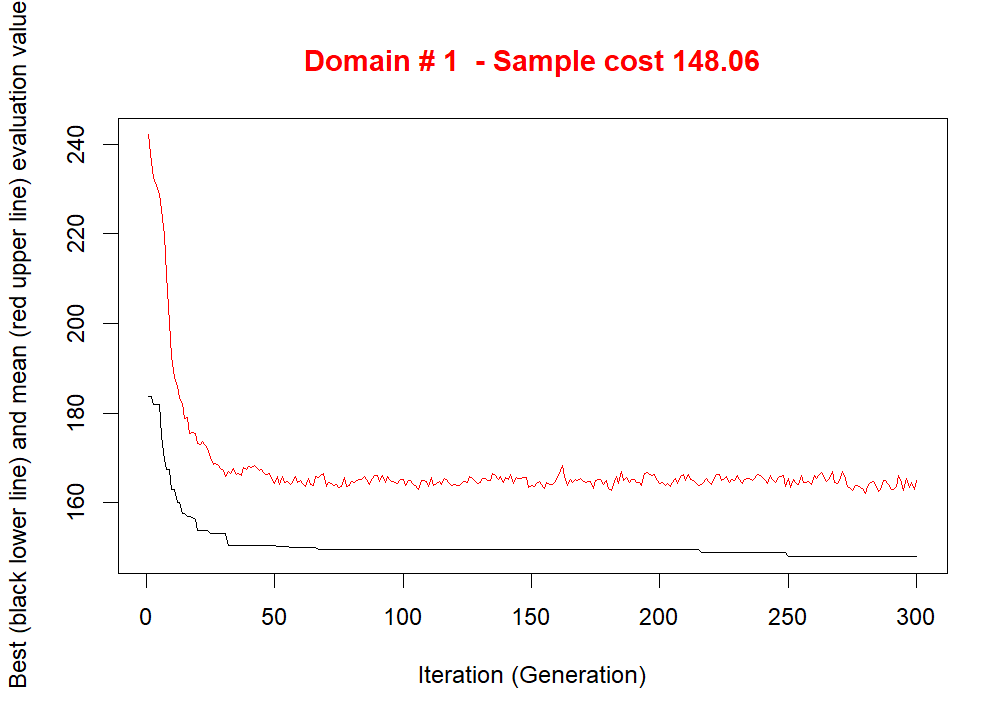 Domain # 1  - Sample cost 148.06
Best (black lower line) and mean (red upper line) evaluation value
240
220
200
180
160
0 50 100 150 200 250 300
Iteration (Generation)